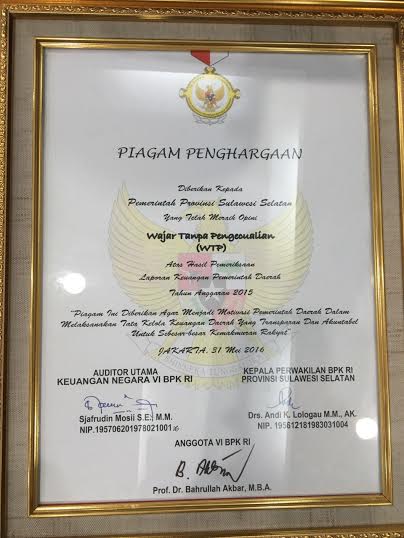 PIAGAM PENGHARGAAN
Diberikan Kepada
Pemerintah Provinsi Sulawesi Selatan
Yang Telah Meraih Opini
Wajar Tanpa Pengecualian
(WTP)
Atas Hasil Pemeriksaan
Laporan Keuangan Pemerintah Daerah
Tahun Anggaran 2015
"Piagam Ini Diberikan Agar Menjadi Motivasi Pemerintah Daerah Dalam
Melaksanakan Tata Kelola Keuangan Daerah Yang Transparan Dan Akuntabel
Untuk Sebesar-besar Kemakmuran Rakyat"
JAKARTA, 31 Mei 2016
AUDITOR UTAMA
KEUANGAN NEGARA VI BPK RI
Sjafrudin Mosii S.E., M.M.
NIP. 195706201978021001
KEPALA PERWAKILAN BPK RI
PROVINSI SULAWESI SELATAN
Drs. Andi K. Lologau M.M., AK.
NIP. 195612181983031004
ANGGOTA VI BPK RI
Prof. Dr. Bahrullah Akbar, M.B.A.